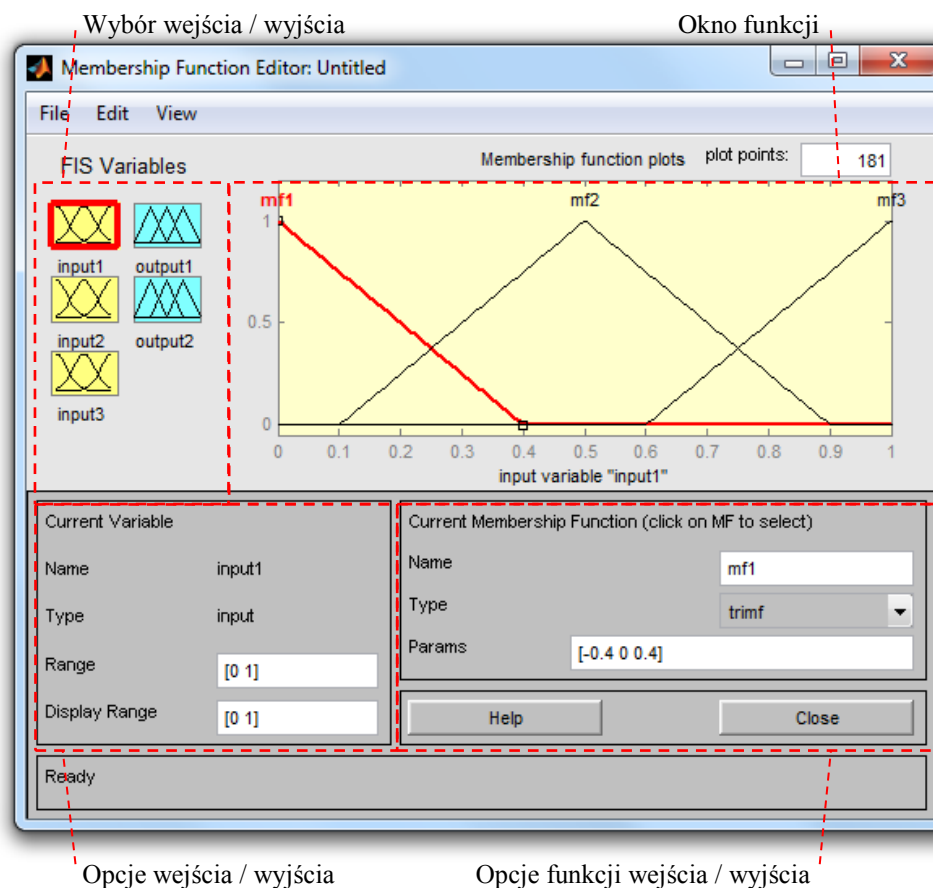 Wybór wejścia / wyjścia Okno funkcji
Membership Function Editor: Untitled
File Edit View
FIS Variables
Membership function plots plot points: 181
input1 output1
input2 output2
input3
mf1 mf2 mf3
1
0.5
0
0 0.1 0.2 0.3 0.4 0.5 0.6 0.7 0.8 0.9 1
input variable "input1"
Current Variable
Name input1
Type input
Range [0 1]
Display Range [0 1]
Current Membership Function (click on MF to select)
Name mf1
Type trimf
Params [-0.4 0 0.4]
Help Close
Ready
Opcje wejścia / wyjścia Opcje funkcji wejścia / wyjścia